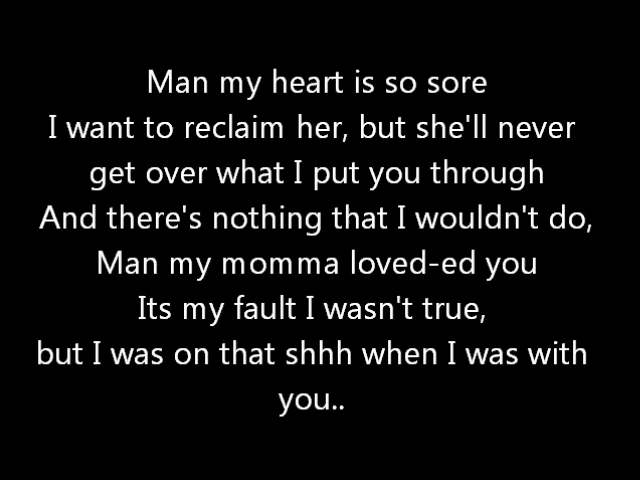 Man my heart is so sore
I want to reclaim her, but she'll never
get over what I put you through
And there's nothing that I wouldn't do,
Man my momma loved-ed you
Its my fault I wasn't true,
but I was on that shhh when I was with
you..